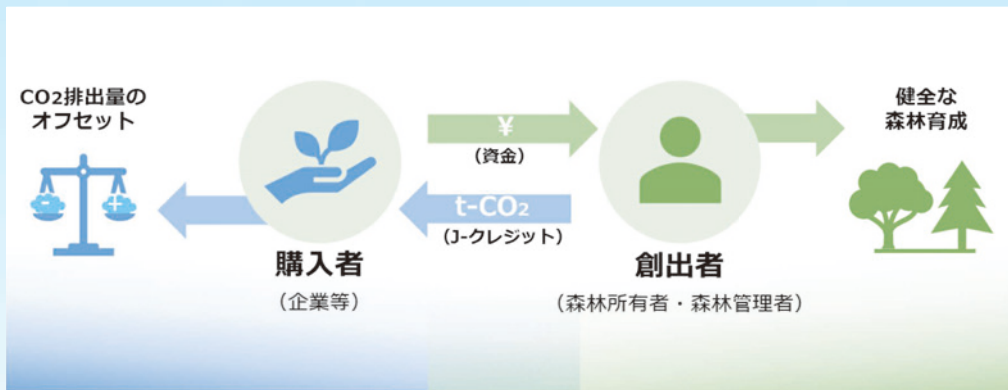 CO2排出量の
オフセット
-
+
購入者
（企業等）
¥
（資金）
t-CO₂
（J-クレジット）
創出者
（森林所有者・森林管理者）
健全な
森林育成